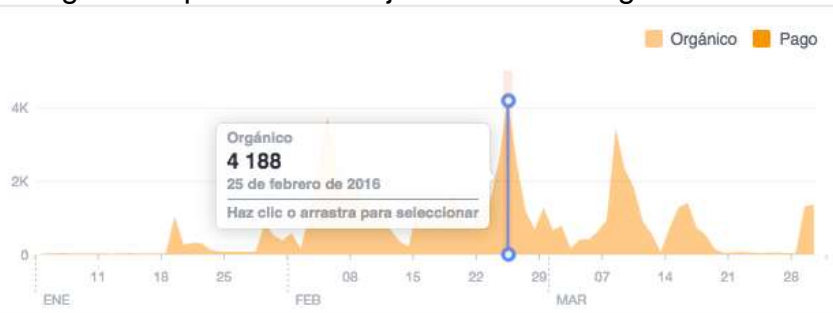 Orgánico Pago
4K
Orgánico
4 188
25 de febrero de 2016
Haz clic o arrastra para seleccionar
2K
0
11 18 25 08 15 22 29 07 14 21 28
ENE FEB MAR